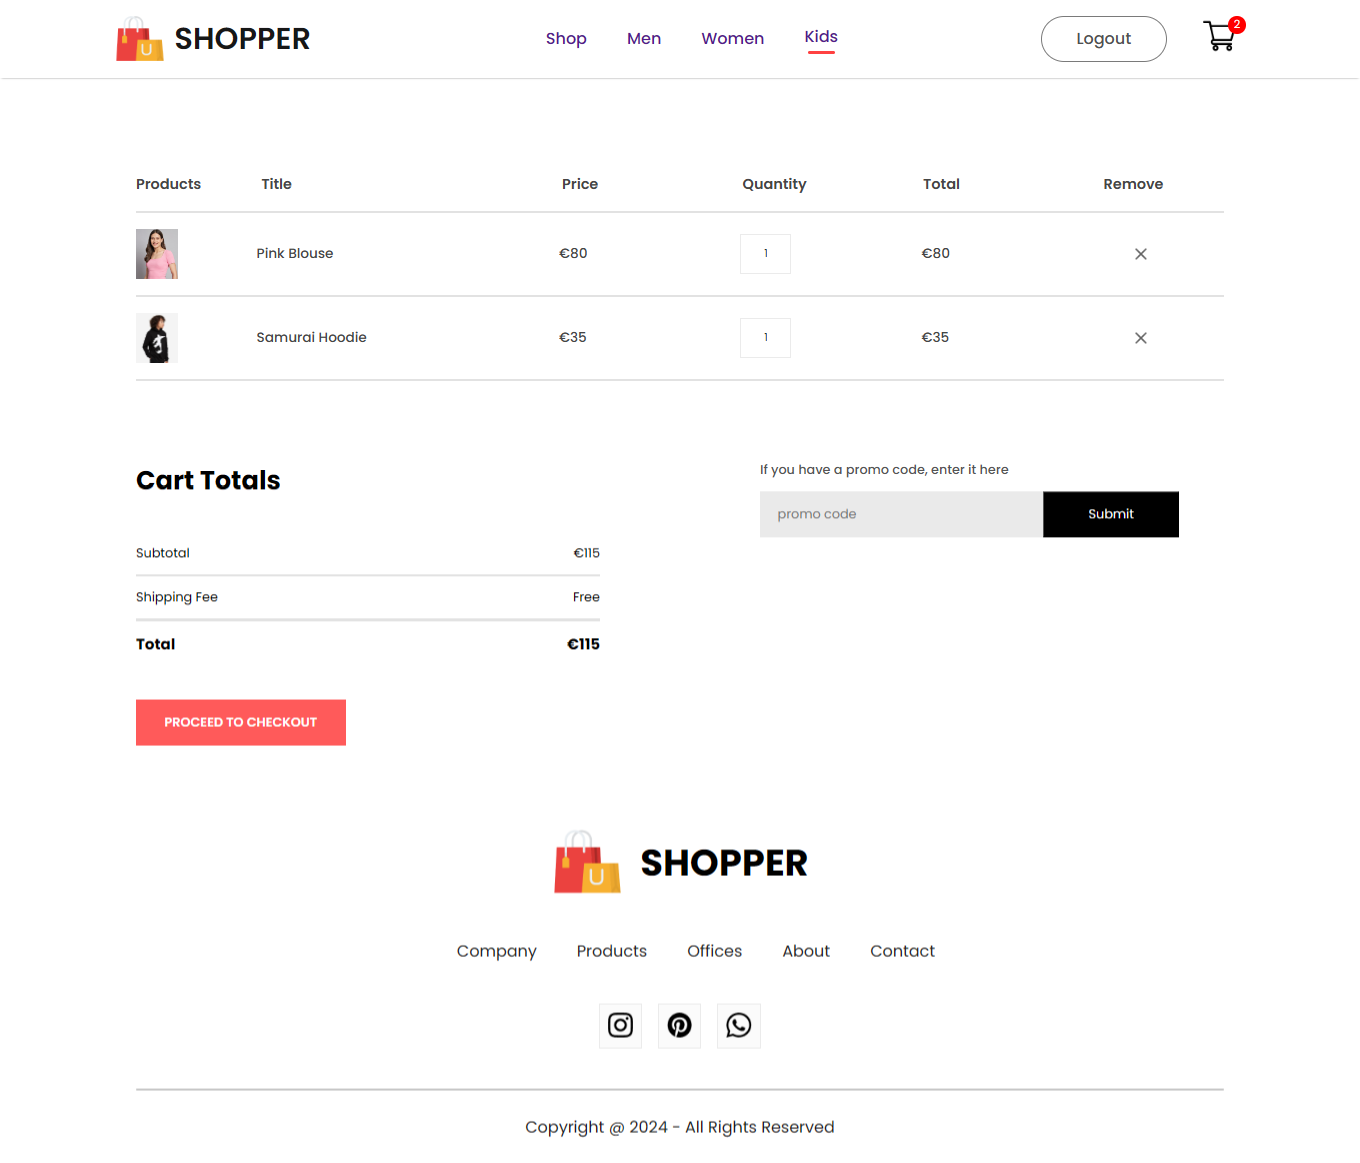 SHOPPER
Shop Men Women Kids
Logout
2
Products Title Price Quantity Total Remove
Pink Blouse €80 1 €80
Samurai Hoodie €35 1 €35
Cart Totals
Subtotal €115
Shipping Fee Free
Total €115
PROCEED TO CHECKOUT
If you have a promo code, enter it here
promo code Submit
U SHOPPER
Company Products Offices About Contact
Copyright @ 2024 - All Rights Reserved